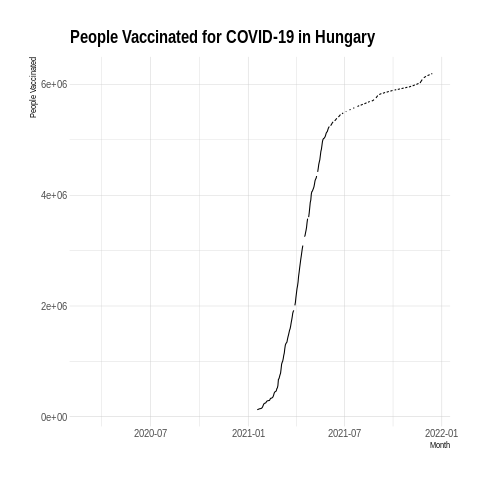 People Vaccinated for COVID-19 in Hungary
People Vaccinated
6e+06
4e+06
2e+06
0e+00
2020-07 2021-01 2021-07 2022-01
Month